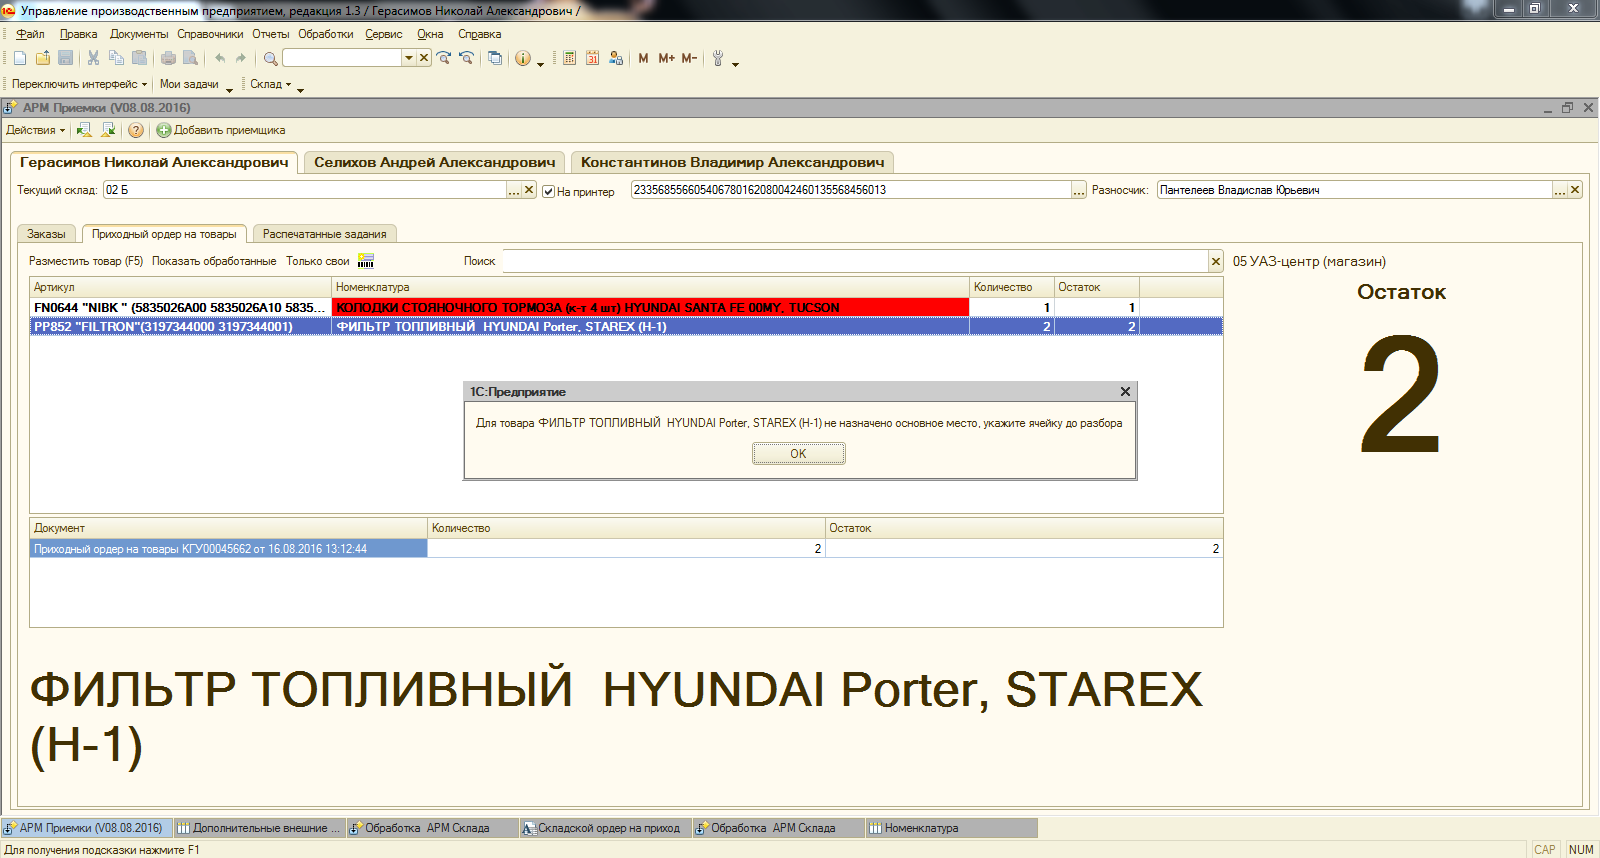 Управление производственным предприятием, редакция 1.3 / Герасимов Николай Александрович /
Файл Правка Документы Справочники Отчеты Обработки Сервис Окна Справка
M M+ M-
Переключить интерфейс Мои задачи Склад
АРМ Приемки (V08.08.2016)
Действия Добавить приемщика
Герасимов Николай Александрович Селихов Андрей Александрович Константинов Владимир Александрович
Текущий склад: 02 Б ... На принтер 2335685566054067801620800424601355684560​13 ... Разносчик: Пантелеев Владислав Юрьевич ...
Заказы Приходный ордер на товары Распечатанные задания
Разместить товар (F5) Показать обработанные Только свои Поиск 05 УАЗ-центр (магазин)
Артикул Номенклатура Количество Остаток
Остаток
FN0644 "NIBK " (5835026A00 5835026A10 5835... КОЛОДКИ СТОЯНОЧНОГО ТОРМОЗА (к-т 4 шт) HYUNDAI SANTA FE 00MY, TUCSON 1 1
PP852 "FILTRON"(3197344000 3197344001) ФИЛЬТР ТОПЛИВНЫЙ  HYUNDAI Porter, STAREX (H-1) 2 2
2
1С:Предприятие
Для товара ФИЛЬТР ТОПЛИВНЫЙ  HYUNDAI Porter, STAREX (H-1) не назначено основное место, укажите ячейку до разбора
OK
Документ Количество Остаток
Приходный ордер на товары КГУ00045662 от 16.08.2016 13:12:44 2 2
ФИЛЬТР ТОПЛИВНЫЙ  HYUNDAI Porter, STAREX
(H-1)
АРМ Приемки (V08.08.2016) Дополнительные внешние ... Обработка  АРМ Склада Складской ордер на приход Обработка  АРМ Склада Номенклатура
Для получения подсказки нажмите F1 CAP NUM